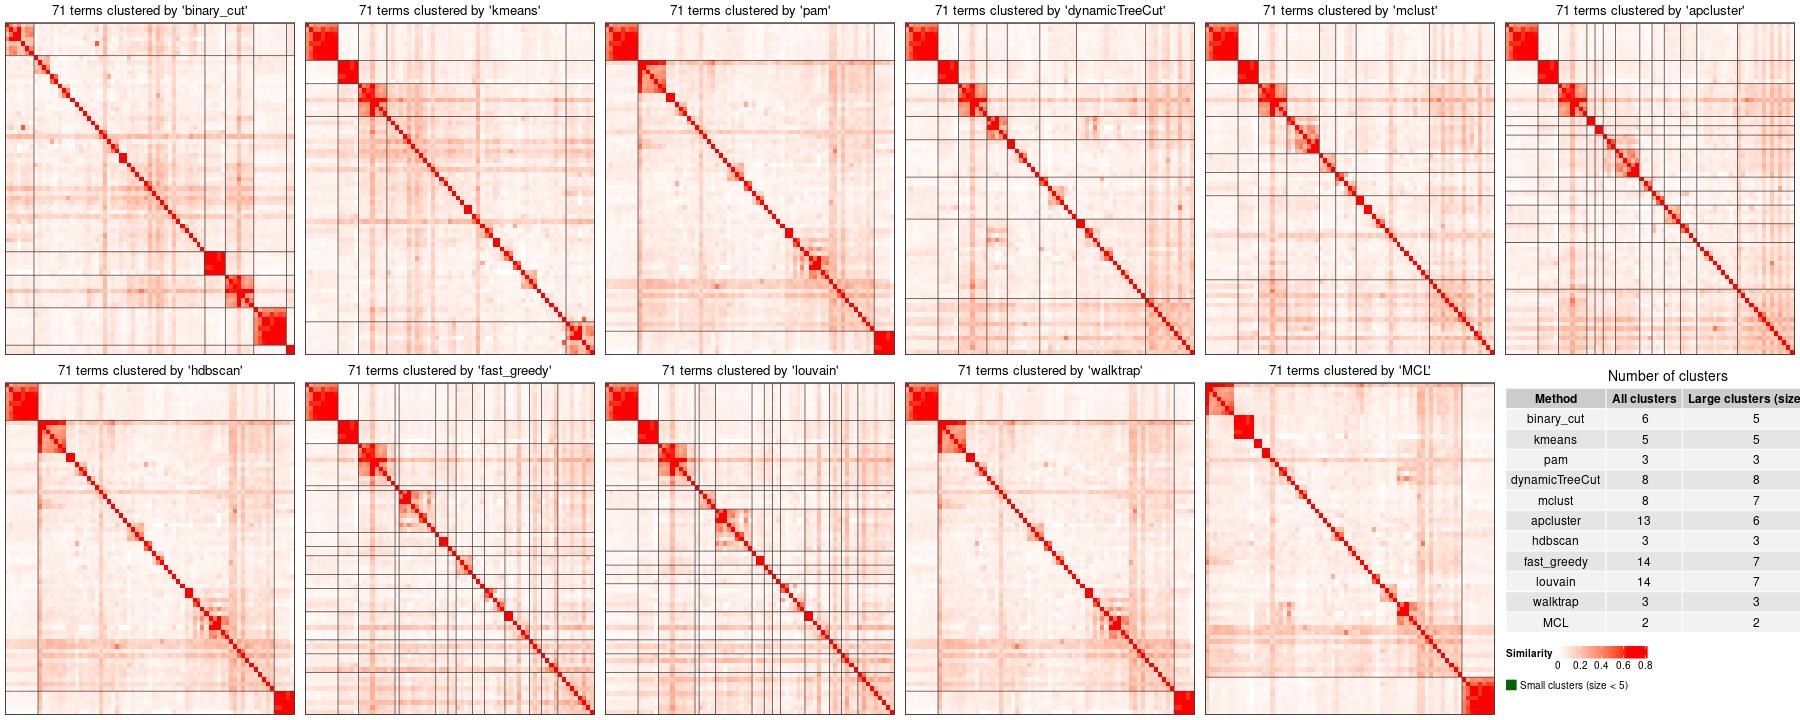 71 terms clustered by 'binary_cut'
71 terms clustered by 'kmeans'
71 terms clustered by 'pam'
71 terms clustered by 'dynamicTreeCut'
71 terms clustered by 'mclust'
71 terms clustered by 'apcluster'
71 terms clustered by 'hdbscan'
71 terms clustered by 'fast_greedy'
71 terms clustered by 'louvain'
71 terms clustered by 'walktrap'
71 terms clustered by 'MCL'
Number of clusters
Method All clusters Large clusters (size
binary_cut 6 5
kmeans 5 5
pam 3 3
dynamicTreeCut 8 8
mclust 8 7
apcluster 13 6
hdbscan 3 3
fast_greedy 14 7
louvain 14 7
walktrap 3 3
MCL 2 2
Similarity
0 0.2 0.4 0.6 0.8
Small clusters (size < 5)